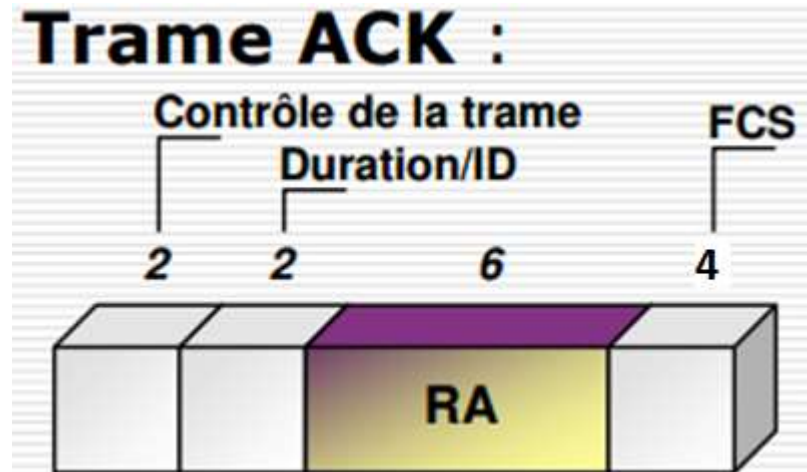 Trame ACK :
Contrôle de la trame
FCS
Duration/ID
2 2 6 4
RA